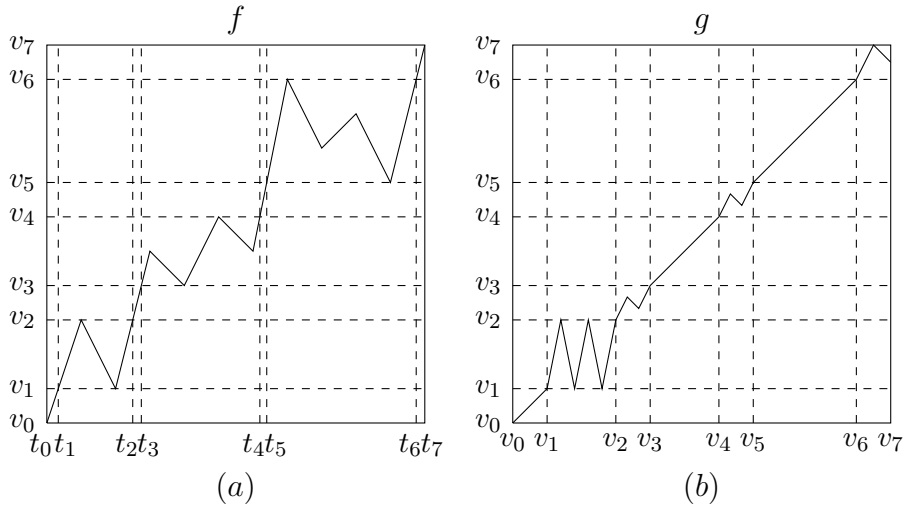 f
g
v₇
v₆
v₅
v₄
v₃
v₂
v₁
v₀
t₀t₁ t₂t₃ t₄t₅ t₆t₇
(a)
v₇
v₆
v₅
v₄
v₃
v₂
v₁
v₀
v₀ v₁ v₂ v₃ v₄ v₅ v₆ v₇
(b)